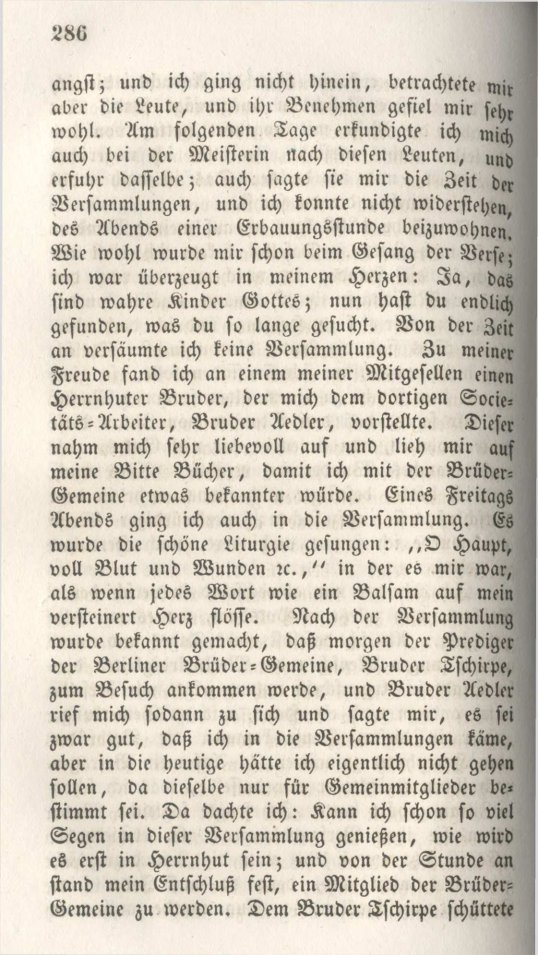 286
angst; und ich ging nicht hinein, betrachtete mir
aber die Leute, und ihr Benehmen gefiel mir sehr
wohl. Am folgenden Tage erkundigte ich mich
auch bei der Meisterin nach diesen Leuten, und
erfuhr dasselbe; auch sagte sie mir die Zeit der
Versammlungen, und ich konnte nicht widerstehen,
des Abends einer Erbauungsstunde beizuwohnen.
Wie wohl wurde mir schon beim Gesang der Verse;
ich war überzeugt in meinem Herzen: Ja, das
sind wahre Kinder Gottes; nun hast du endlich
gefunden, was du so lange gesucht. Von der Zeit
an versäumte ich keine Versammlung. Zu meiner
Freude fand ich an einem meiner Mitgesellen einen
Herrnhuter Bruder, der mich dem dortigen Socie-
täts-Arbeiter, Bruder Aedler, vorstellte. Dieser
nahm mich sehr liebevoll auf und lieh mir auf
meine Bitte Bücher, damit ich mit der Brüder-
Gemeine etwas bekannter würde. Eines Freitags
Abends ging ich auch in die Versammlung. Es
wurde die schöne Liturgie gesungen: ,,O Haupt,
voll Blut und Wunden ꝛc.,'' in der es mir war,
als wenn jedes Wort wie ein Balsam auf mein
versteinert Herz flösse. Nach der Versammlung
wurde bekannt gemacht, daß morgen der Prediger
der Berliner Brüder-Gemeine, Bruder Tschirpe,
zum Besuch ankommen werde, und Bruder Aedler
rief mich sodann zu sich und sagte mir, es sei
zwar gut, daß ich in die Versammlungen käme,
aber in die heutige hätte ich eigentlich nicht gehen
sollen, da dieselbe nur für Gemeinmitglieder be-
stimmt sei. Da dachte ich: Kann ich schon so viel
Segen in dieser Versammlung genießen, wie wird
es erst in Herrnhut sein; und von der Stunde an
stand mein Entschluß fest, ein Mitglied der Brüder-
Gemeine zu werden. Dem Bruder Tschirpe schüttete